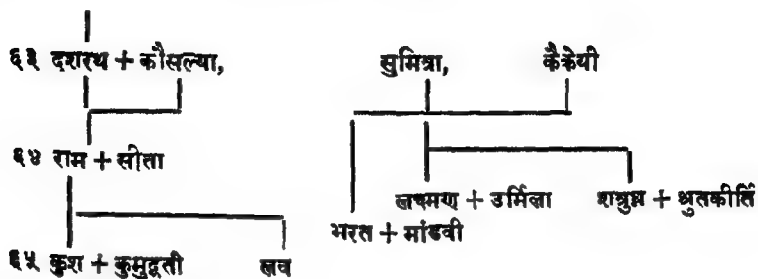 ६३ दशरथ + कौसल्या, सुमित्रा, कैकेयी
६४ राम + सीता
लक्ष्मण + उर्मिला शत्रुघ्न + श्रुतकीर्ति
भरत + मांडवी
६५ कुश + कुमुद्वती लव